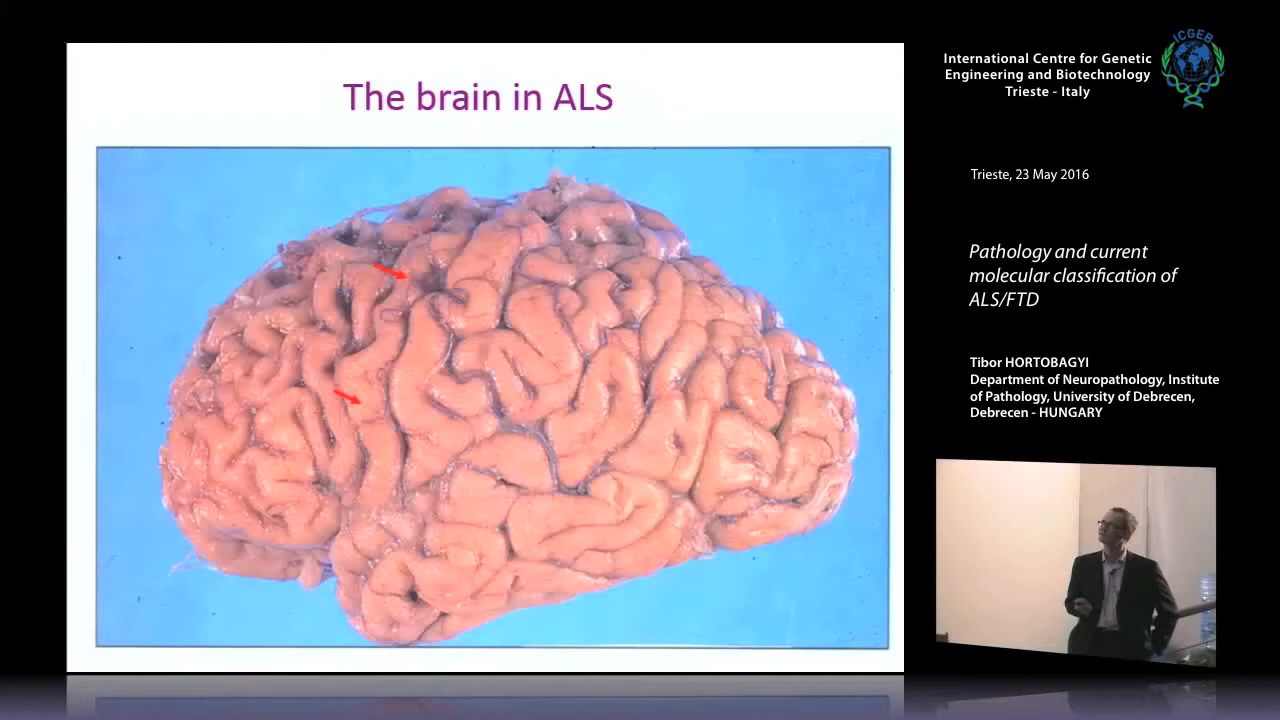 The brain in ALS
ICGEB
International Centre for Genetic
Engineering and Biotechnology
Trieste - Italy
Trieste, 23 May 2016
Pathology and current
molecular classification of
ALS/FTD
Tibor HORTOBAGYI
Department of Neuropathology, Institute
of Pathology, University of Debrecen,
Debrecen - HUNGARY